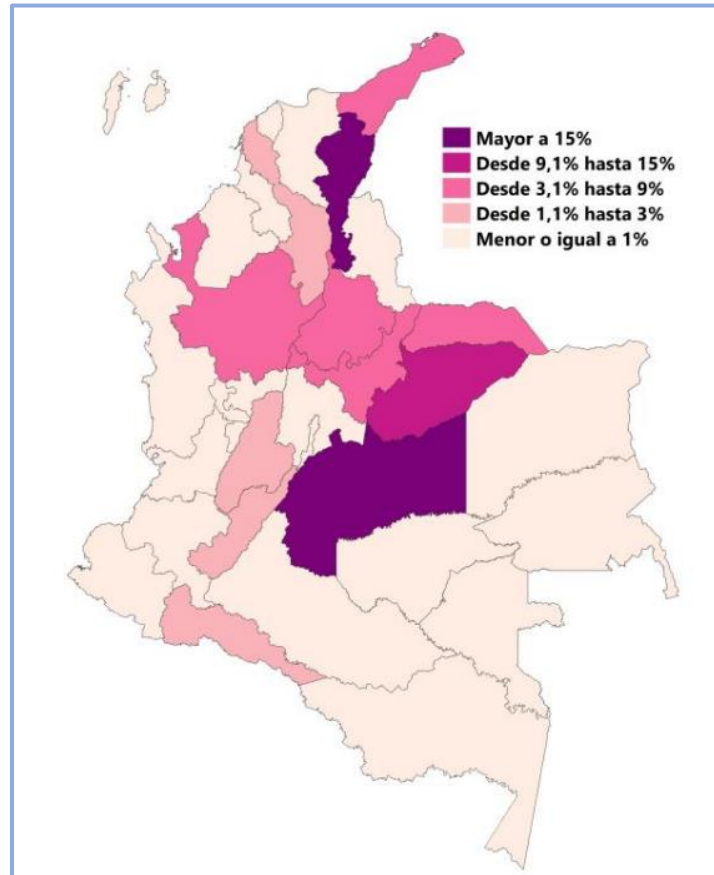 Mayor a 15%
Desde 9,1% hasta 15%
Desde 3,1% hasta 9%
Desde 1,1% hasta 3%
Menor o igual a 1%